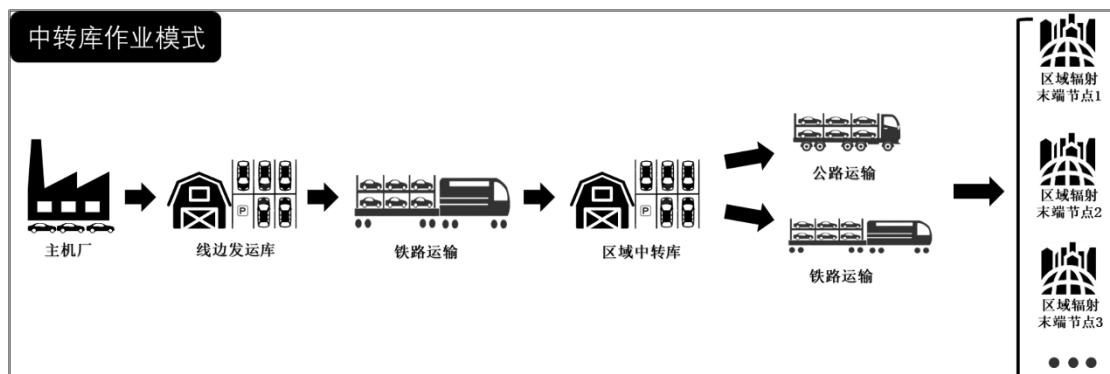 中转库作业模式
主机厂
线边发运库
P
铁路运输
区域中转库
P
公路运输
铁路运输
区域辐射
末端节点1
区域辐射
末端节点2
区域辐射
末端节点3